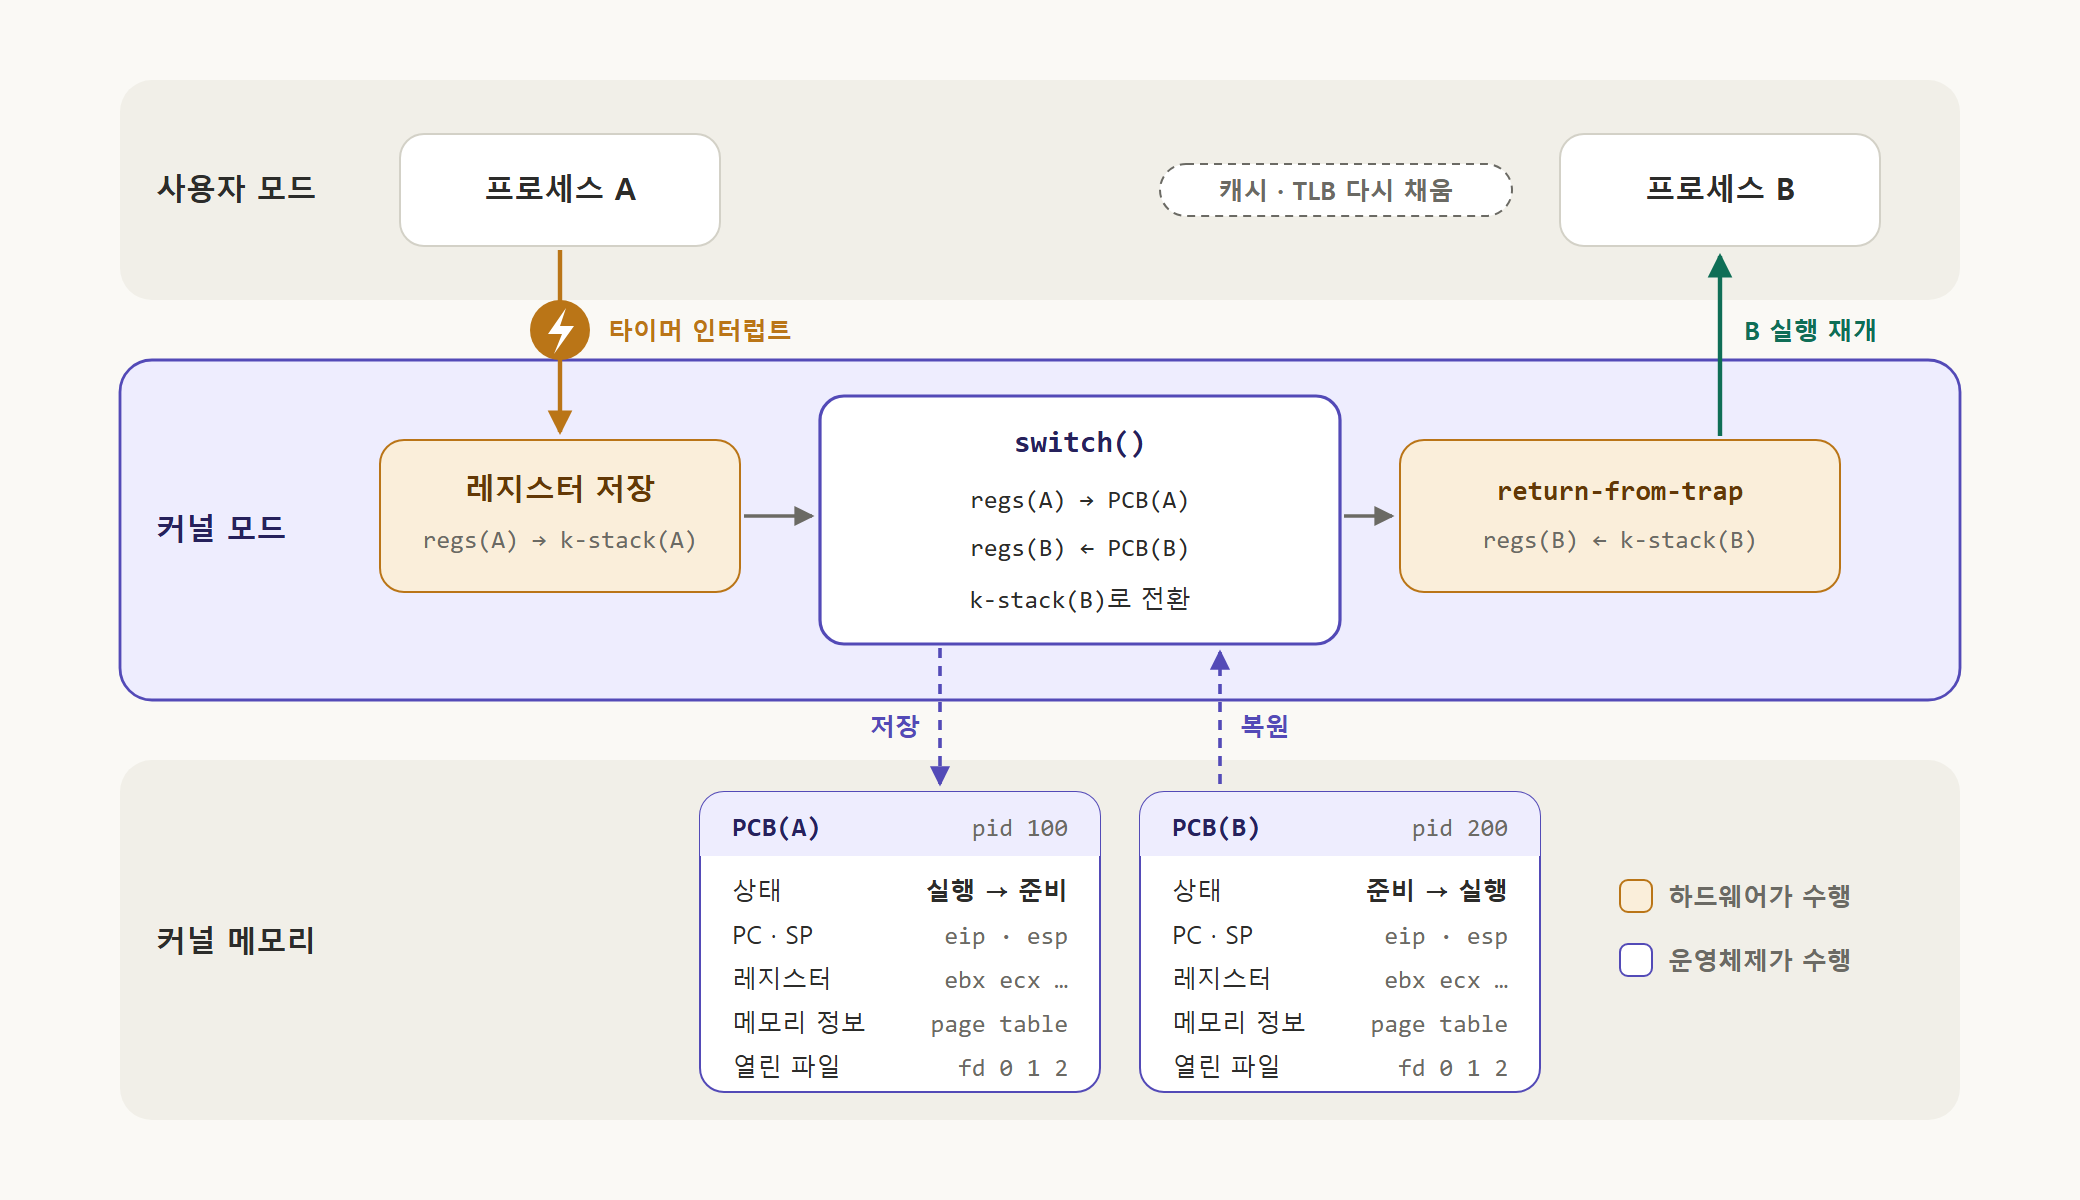 사용자 모드
프로세스 A
캐시 · TLB 다시 채움
프로세스 B
타이머 인터럽트
B 실행 재개
커널 모드
레지스터 저장
regs(A) → k-stack(A)
switch()
regs(A) → PCB(A)
regs(B) ← PCB(B)
k-stack(B)로 전환
return-from-trap
regs(B) ← k-stack(B)
저장
복원
커널 메모리
PCB(A) pid 100
상태 실행 → 준비
PC · SP eip · esp
레지스터 ebx ecx …
메모리 정보 page table
열린 파일 fd 0 1 2
PCB(B) pid 200
상태 준비 → 실행
PC · SP eip · esp
레지스터 ebx ecx …
메모리 정보 page table
열린 파일 fd 0 1 2
하드웨어가 수행
운영체제가 수행